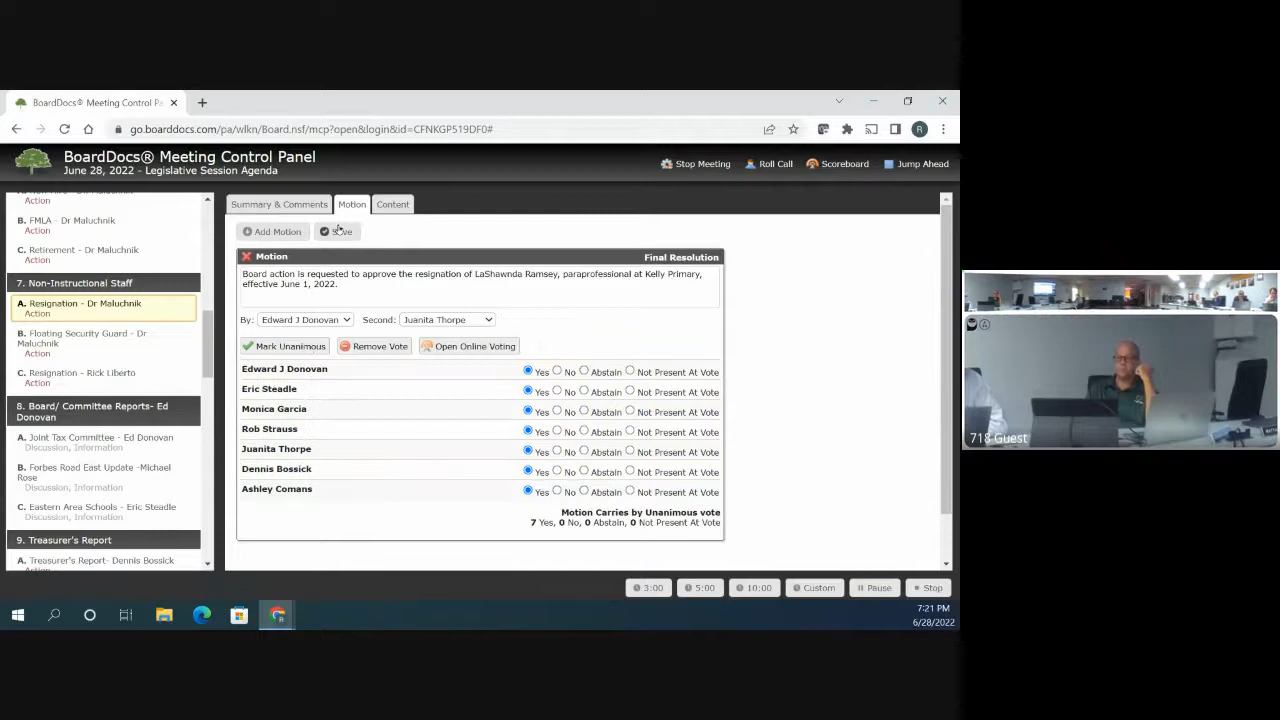 BoardDocs® Meeting Control Pa
go.boarddocs.com/pa/wlkn/Board.nsf/mcp?open&login&id=CFNKGP519DF0#
R
BoardDocs® Meeting Control Panel
June 28, 2022 - Legislative Session Agenda
Stop Meeting
Roll Call
Scoreboard
Jump Ahead
Action
B. FMLA - Dr Maluchnik
Action
C. Retirement - Dr Maluchnik
Action
7. Non-Instructional Staff
A. Resignation - Dr Maluchnik
Action
B. Floating Security Guard - Dr
Maluchnik
Action
C. Resignation - Rick Liberto
Action
8. Board/ Committee Reports- Ed
Donovan
A. Joint Tax Committee - Ed Donovan
Discussion, Information
B. Forbes Road East Update -Michael
Rose
Discussion, Information
C. Eastern Area Schools - Eric Steadle
Discussion, Information
9. Treasurer's Report
A. Treasurer's Report- Dennis Bossick
Summary & Comments
Motion
Content
Add Motion
Save
Motion
Final Resolution
Board action is requested to approve the resignation of LaShawnda Ramsey, paraprofessional at Kelly Primary,
effective June 1, 2022.
By: Edward J Donovan Second: Juanita Thorpe
Mark Unanimous Remove Vote Open Online Voting
Edward J Donovan Yes No Abstain Not Present At Vote
Eric Steadle Yes No Abstain Not Present At Vote
Monica Garcia Yes No Abstain Not Present At Vote
Rob Strauss Yes No Abstain Not Present At Vote
Juanita Thorpe Yes No Abstain Not Present At Vote
Dennis Bossick Yes No Abstain Not Present At Vote
Ashley Comans Yes No Abstain Not Present At Vote
Motion Carries by Unanimous vote
7 Yes, 0 No, 0 Abstain, 0 Not Present At Vote
3:00
5:00
10:00
Custom
Pause
Stop
7:21 PM
6/28/2022
718 Guest